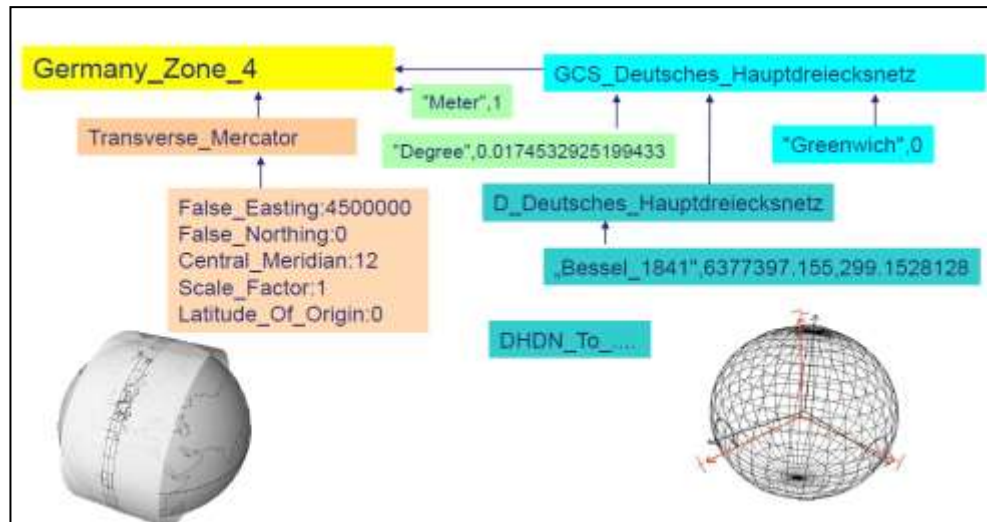 Germany_Zone_4
GCS_Deutsches_Hauptdreiecksnetz
"Meter",1
Transverse_Mercator
"Degree",0.0174532925199433
"Greenwich",0
False_Easting:4500000
False_Northing:0
Central_Meridian:12
Scale_Factor:1
Latitude_Of_Origin:0
D_Deutsches_Hauptdreiecksnetz
„Bessel_1841",6377397.155,299.1528128
DHDN_To_....